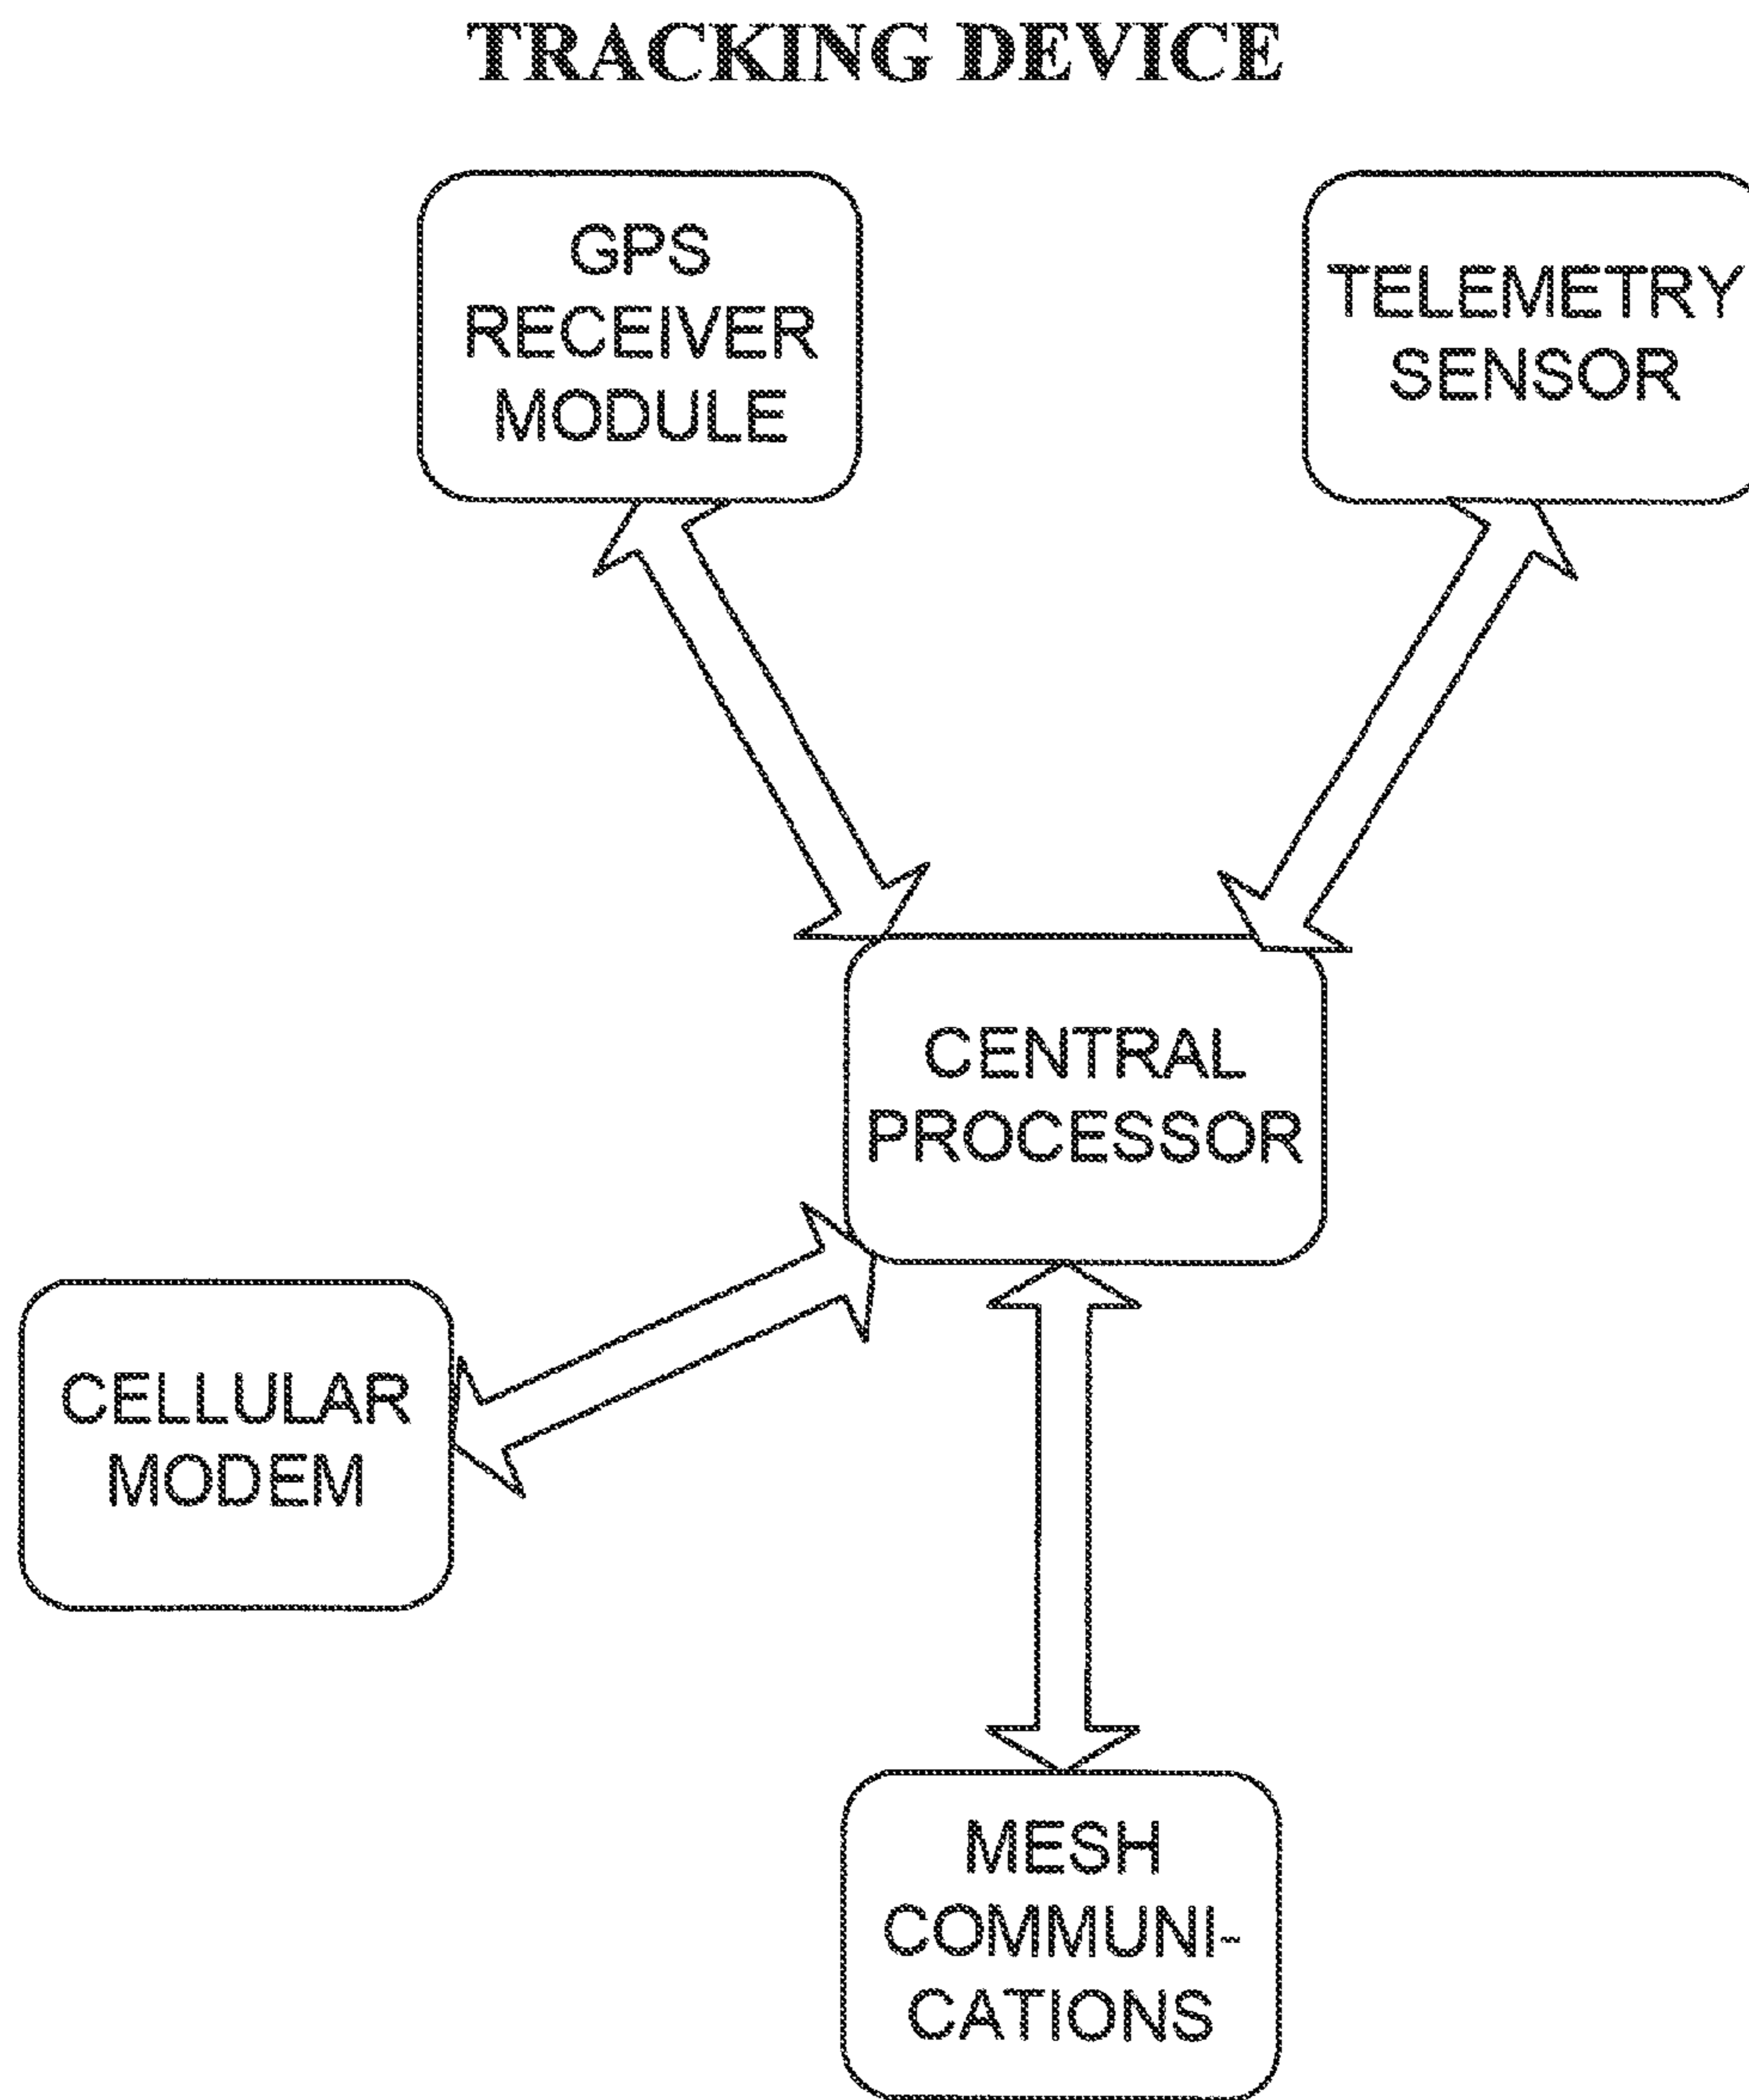 TRACKING DEVICE
GPS
RECEIVER
MODULE
TELEMETRY
SENSOR
CENTRAL
PROCESSOR
CELLULAR
MODEM
MESH
COMMUNI-
CATIONS